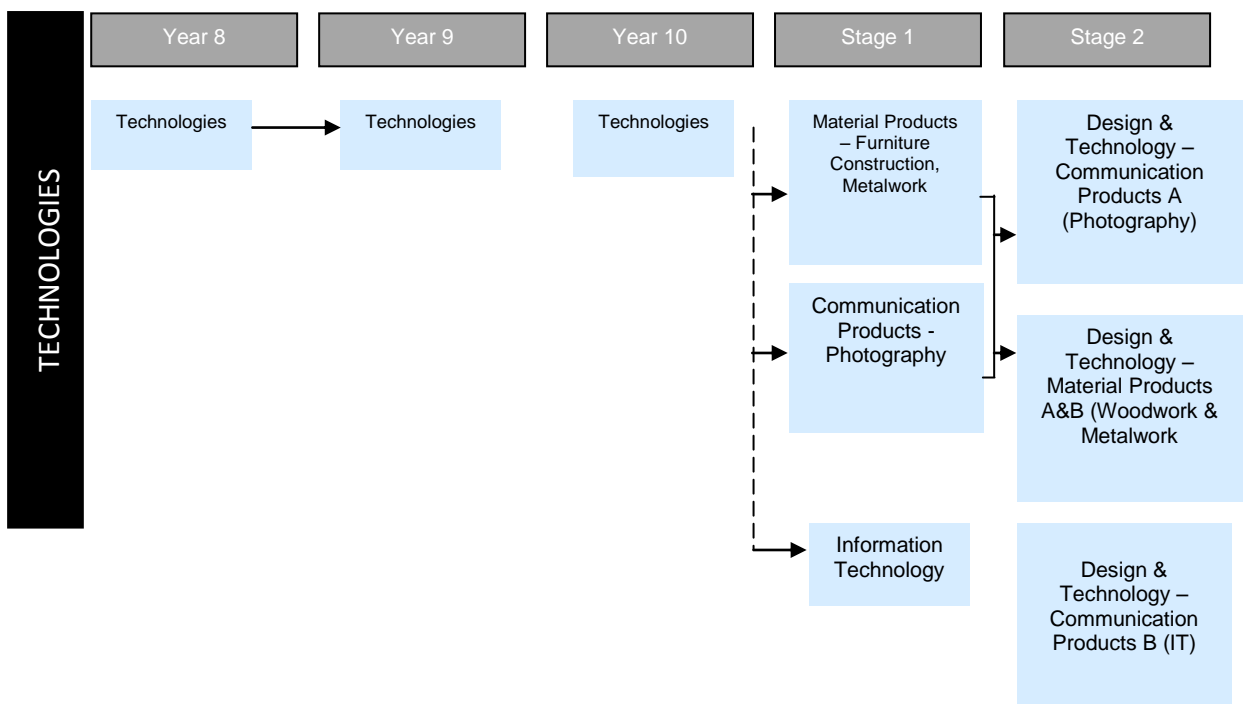 TECHNOLOGIES
Year 8
Year 9
Year 10
Stage 1
Stage 2
Technologies
Technologies
Technologies
Material Products
– Furniture
Construction,
Metalwork
Design &
Technology –
Communication
Products A
(Photography)
Communication
Products -
Photography
Design &
Technology –
Material Products
A&B (Woodwork &
Metalwork
Information
Technology
Design &
Technology –
Communication
Products B (IT)